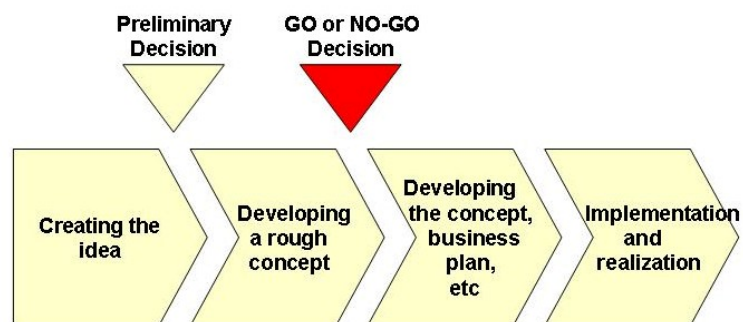 Preliminary
Decision
GO or NO-GO
Decision
Creating the
idea
Developing
a rough
concept
Developing
the concept,
business
plan,
etc
Implementation
and
realization